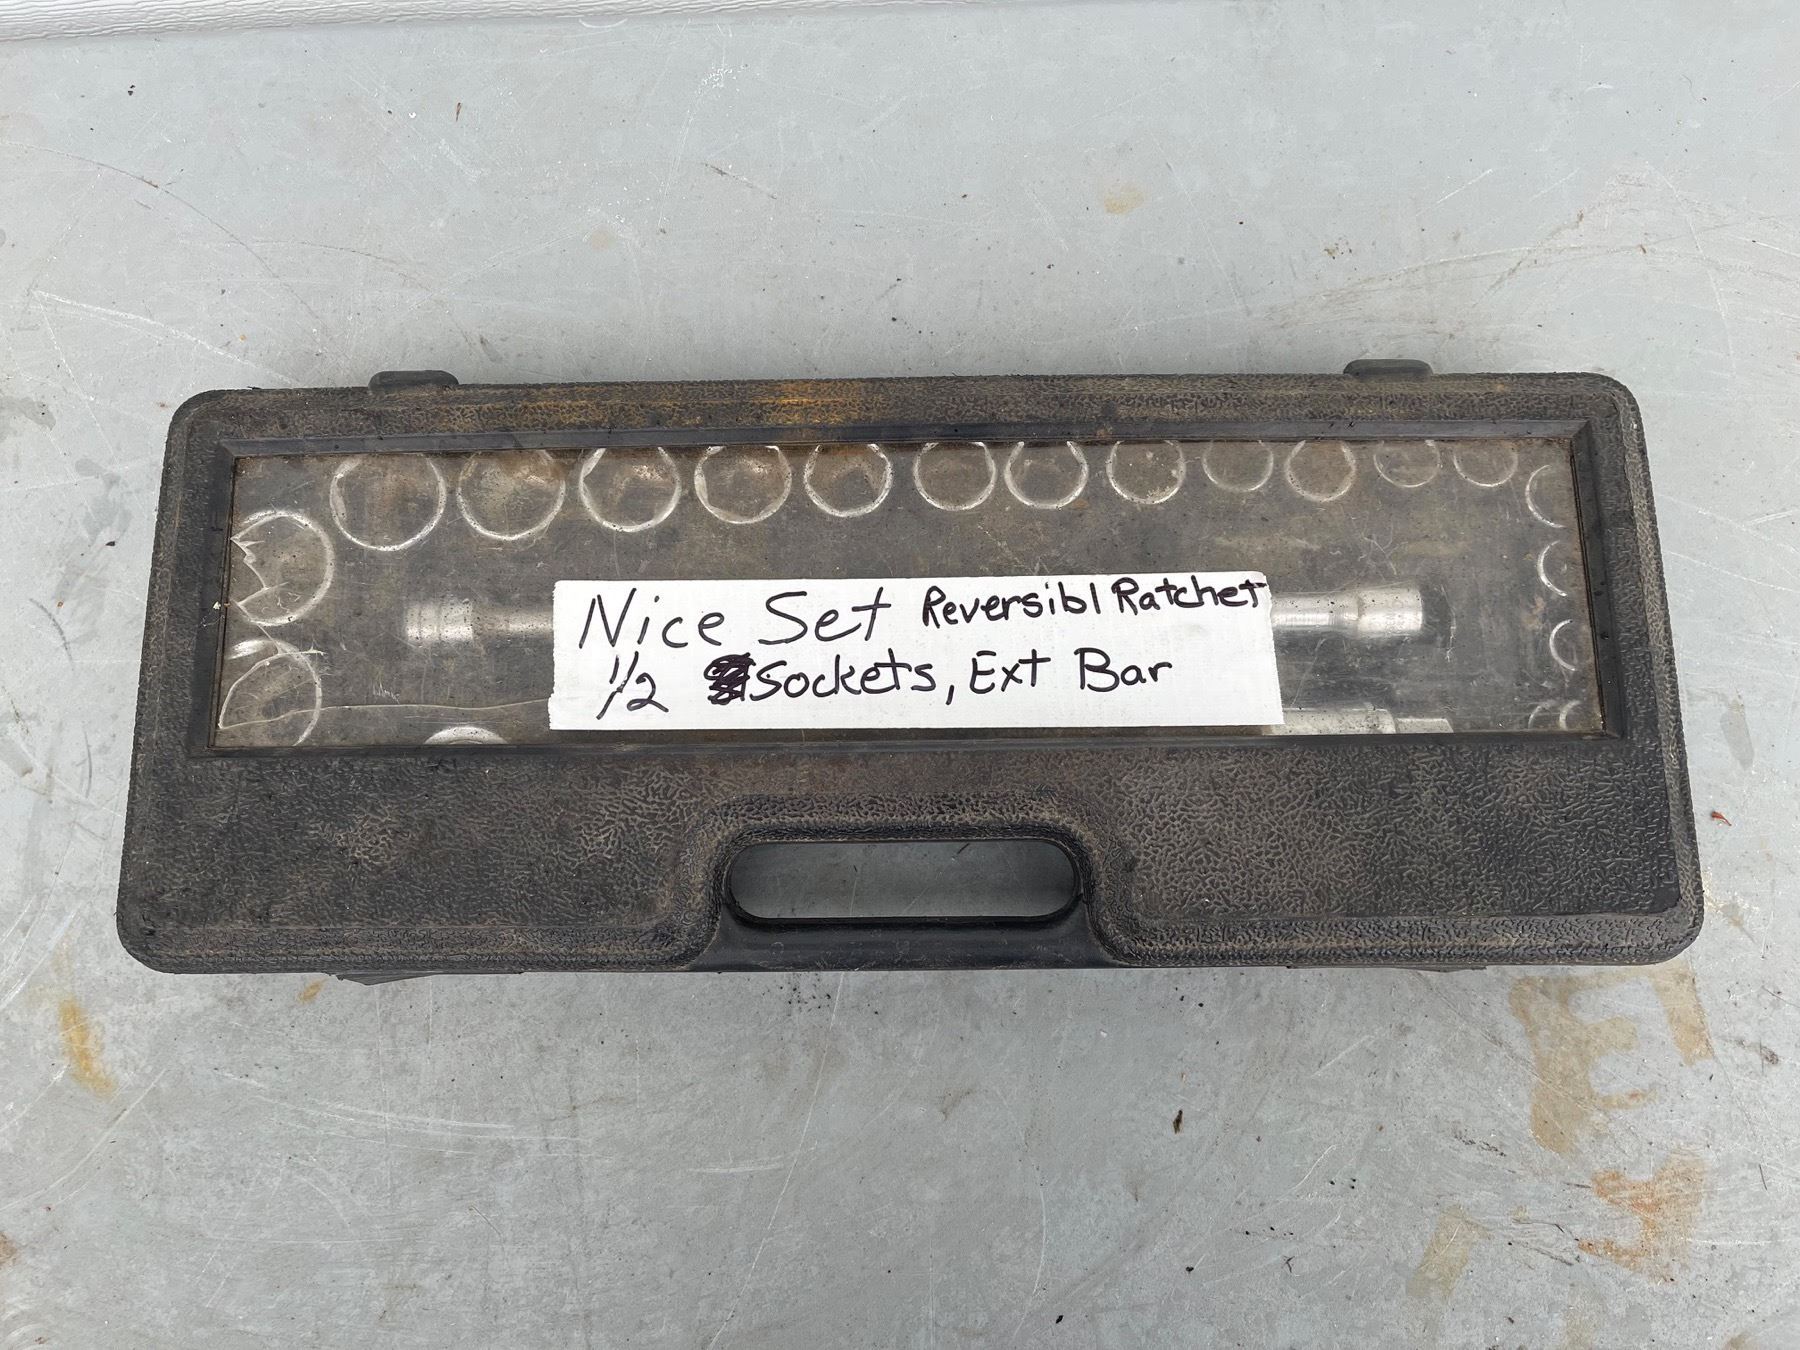 Nice Set Reversibl Ratchet
1/2 Sockets, Ext Bar